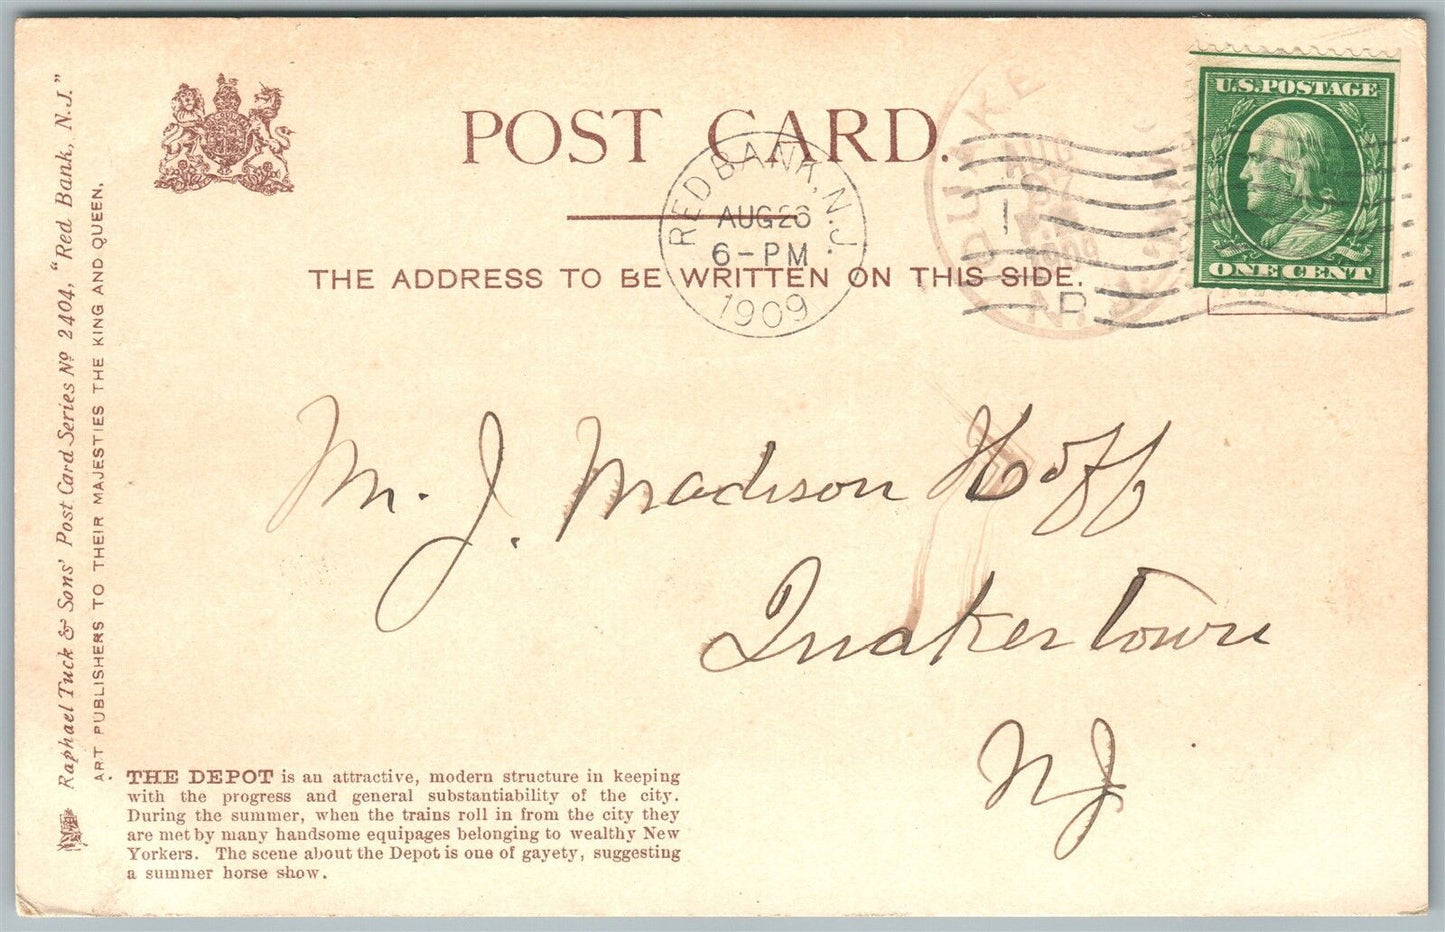 POST CARD.
THE ADDRESS TO BE WRITTEN ON THIS SIDE.
RED BANK, N.J.
AUG 26
6-PM
1909
AUG
N.J.
U.S. POSTAGE
ONE CENT
Raphael Tuck & Sons' Post Card Series Nº 2404, "Red Bank, N.J."
ART PUBLISHERS TO THEIR MAJESTIES THE KING AND QUEEN.
M. J. Madison Hoff
Quakertown
NJ
THE DEPOT is an attractive, modern structure in keeping
with the progress and general substantiability of the city.
During the summer, when the trains roll in from the city they
are met by many handsome equipages belonging to wealthy New
Yorkers. The scene about the Depot is one of gayety, suggesting
a summer horse show.